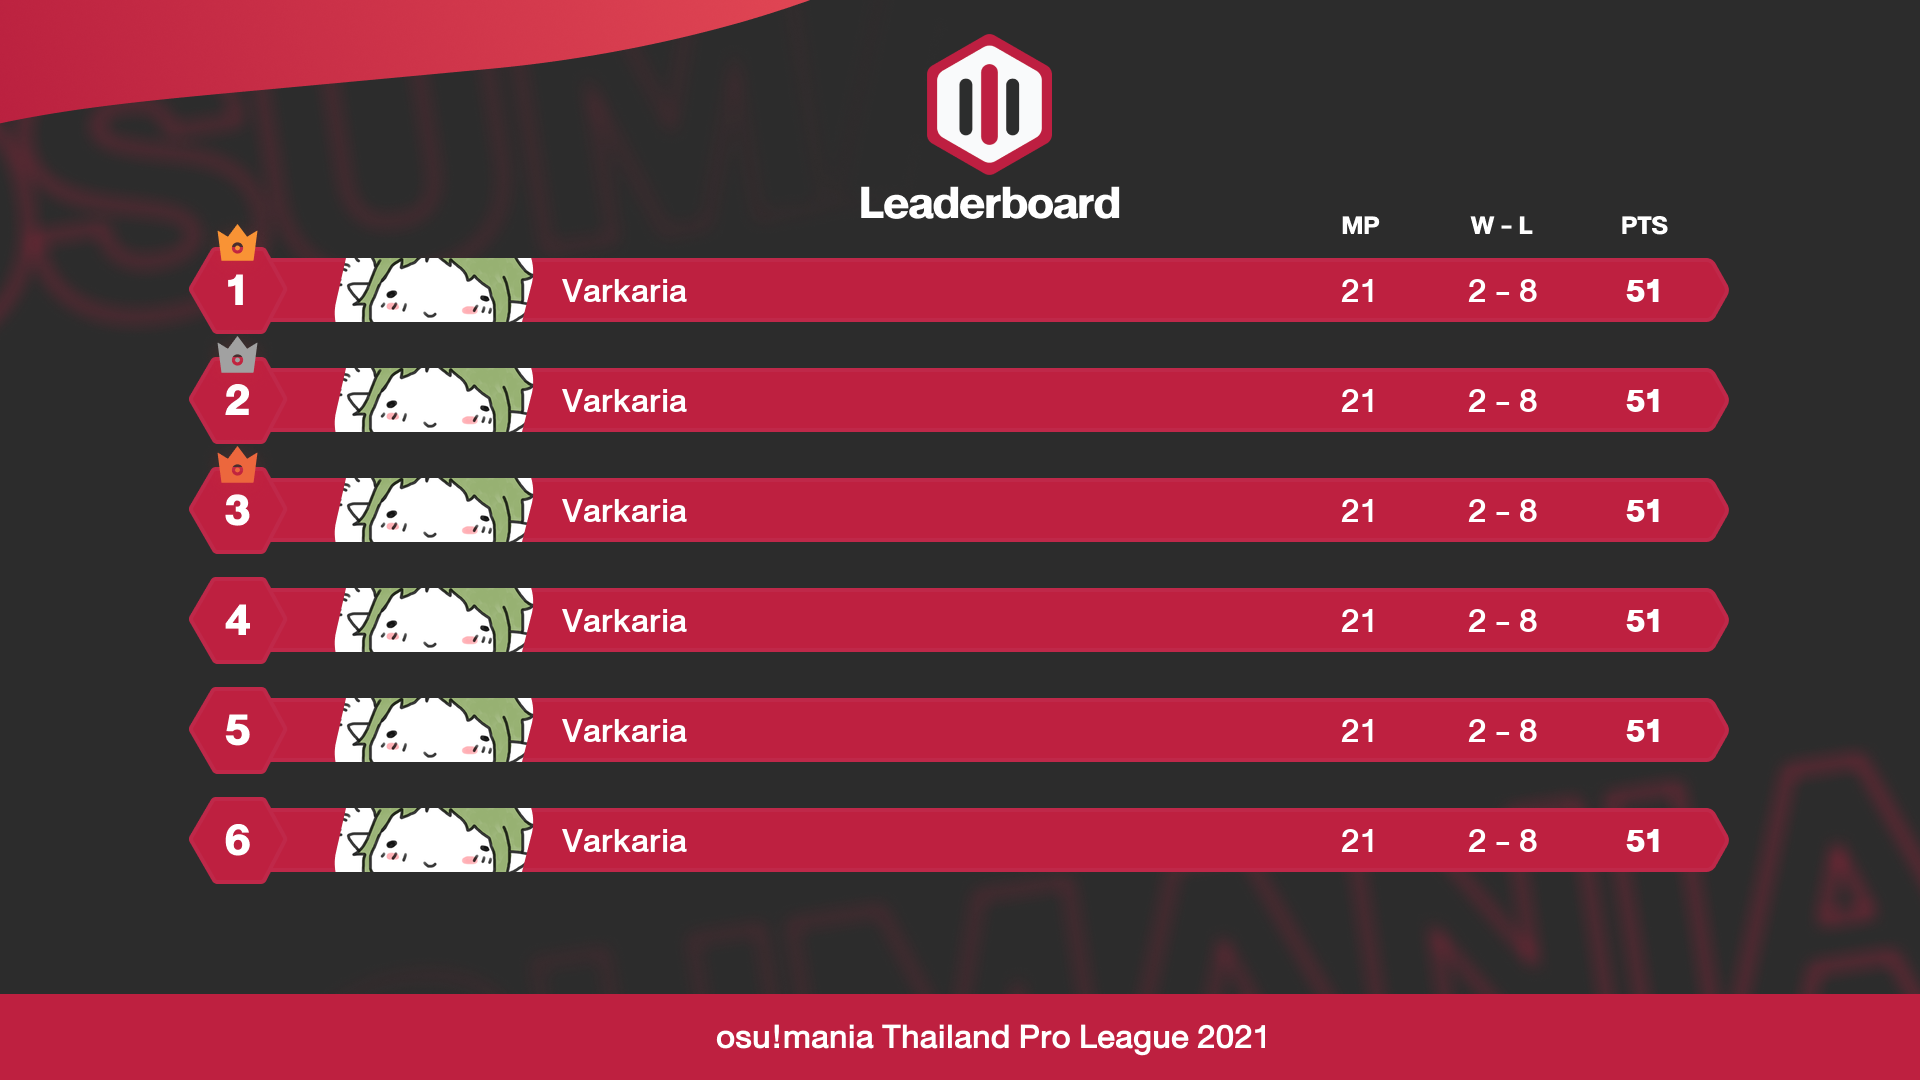 Leaderboard
MP W – L PTS
1 Varkaria 21 2 – 8 51
2 Varkaria 21 2 – 8 51
3 Varkaria 21 2 – 8 51
4 Varkaria 21 2 – 8 51
5 Varkaria 21 2 – 8 51
6 Varkaria 21 2 – 8 51
osu!mania Thailand Pro League 2021